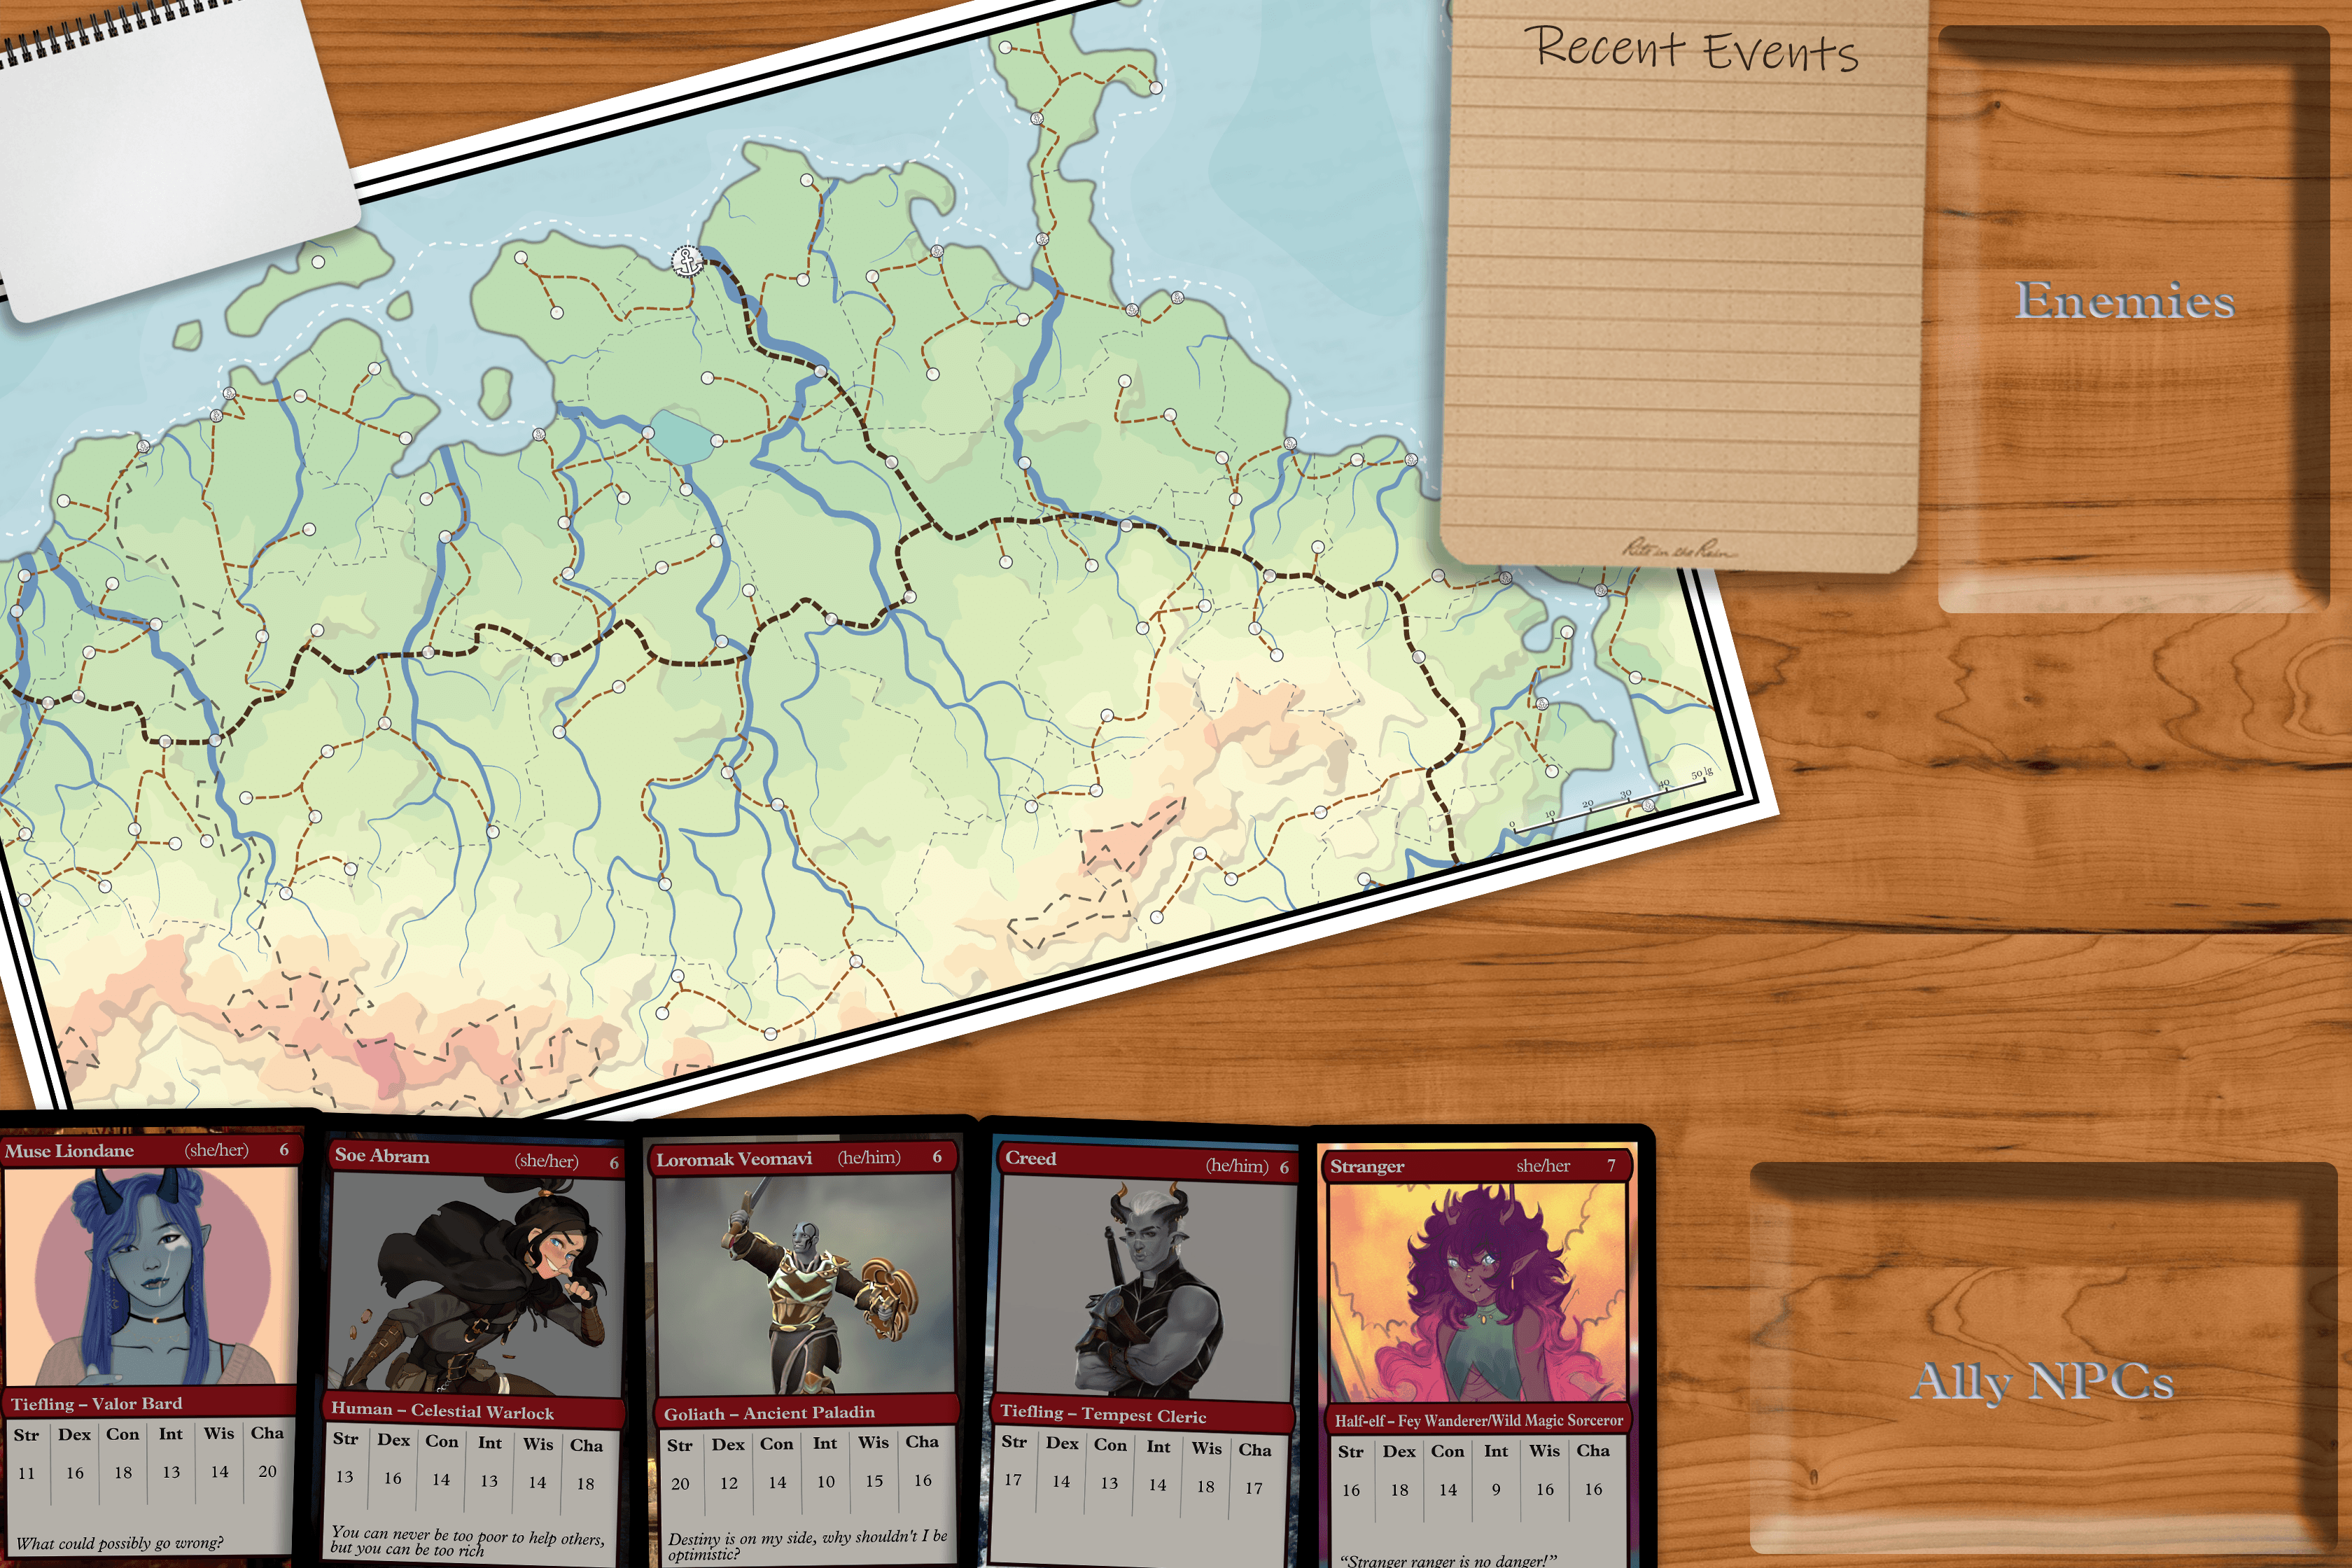 Recent Events
Rite in the Rain
Enemies
0 10 20 30 40 50 lg
Ally NPCs
Muse Liondane (she/her) 6
Tiefling – Valor Bard
Str Dex Con Int Wis Cha
11 16 18 13 14 20
What could possibly go wrong?
Soe Abram (she/her) 6
Human – Celestial Warlock
Str Dex Con Int Wis Cha
13 16 14 13 14 18
You can never be too poor to help others,
but you can be too rich
Loromak Veomavi (he/him) 6
Goliath – Ancient Paladin
Str Dex Con Int Wis Cha
20 12 14 10 15 16
Destiny is on my side, why shouldn't I be
optimistic?
Creed (he/him) 6
Tiefling – Tempest Cleric
Str Dex Con Int Wis Cha
17 14 13 14 18 17
Stranger she/her 7
Half-elf – Fey Wanderer/Wild Magic Sorceror
Str Dex Con Int Wis Cha
16 18 14 9 16 16
“Stranger ranger is no danger!”